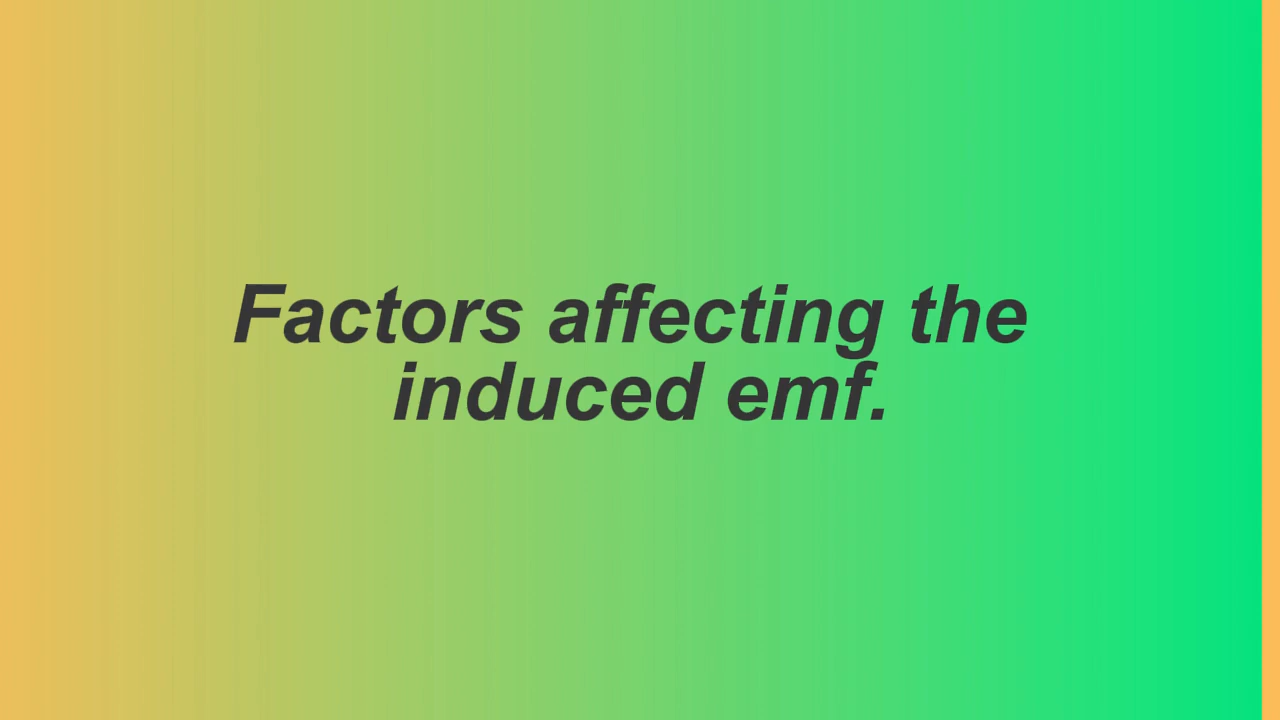 Factors affecting the
induced emf.